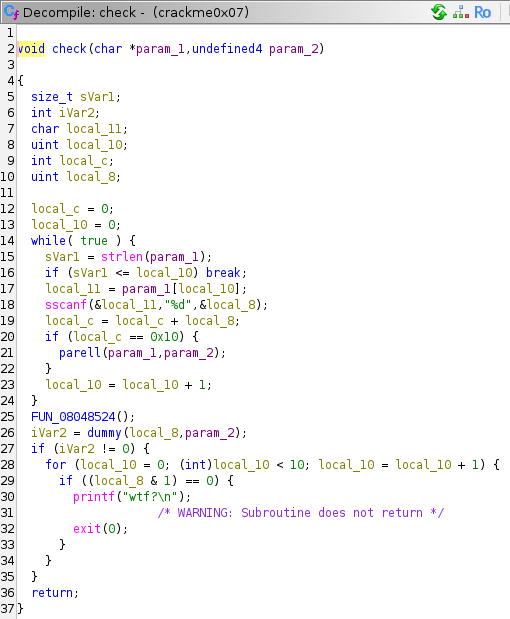 Decompile: check - (crackme0x07) Ro
1
2 void check(char *param_1,undefined4 param_2)
3
4 {
5 size_t sVar1;
6 int iVar2;
7 char local_11;
8 uint local_10;
9 int local_c;
10 uint local_8;
11
12 local_c = 0;
13 local_10 = 0;
14 while( true ) {
15 sVar1 = strlen(param_1);
16 if (sVar1 <= local_10) break;
17 local_11 = param_1[local_10];
18 sscanf(&local_11,"%d",&local_8);
19 local_c = local_c + local_8;
20 if (local_c == 0x10) {
21 parell(param_1,param_2);
22 }
23 local_10 = local_10 + 1;
24 }
25 FUN_08048524();
26 iVar2 = dummy(local_8,param_2);
27 if (iVar2 != 0) {
28 for (local_10 = 0; (int)local_10 < 10; local_10 = local_10 + 1) {
29 if ((local_8 & 1) == 0) {
30 printf("wtf?\n");
31 /* WARNING: Subroutine does not return */
32 exit(0);
33 }
34 }
35 }
36 return;
37 }